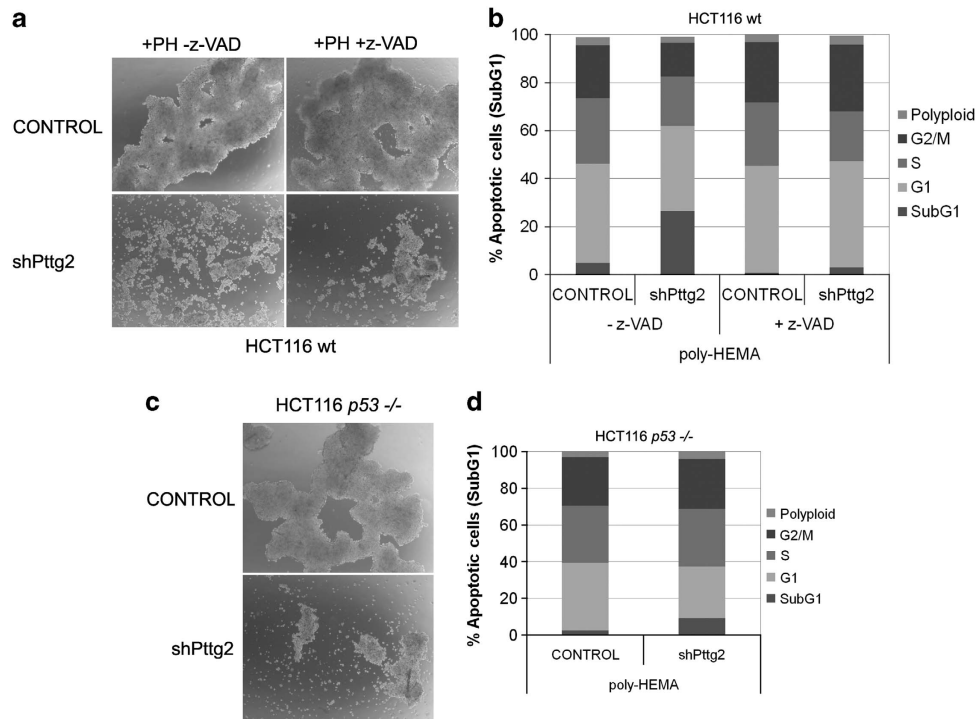 a
+PH -z-VAD
+PH +z-VAD
CONTROL
shPttg2
HCT116 wt
b
HCT116 wt
% Apoptotic cells (SubG1)
100
80
60
40
20
0
CONTROL
shPttg2
CONTROL
shPttg2
- z-VAD
+ z-VAD
poly-HEMA
Polyploid
G2/M
S
G1
SubG1
c
HCT116 p53 -/-
CONTROL
shPttg2
d
HCT116 p53 -/-
% Apoptotic cells (SubG1)
100
80
60
40
20
0
CONTROL
shPttg2
poly-HEMA
Polyploid
G2/M
S
G1
SubG1